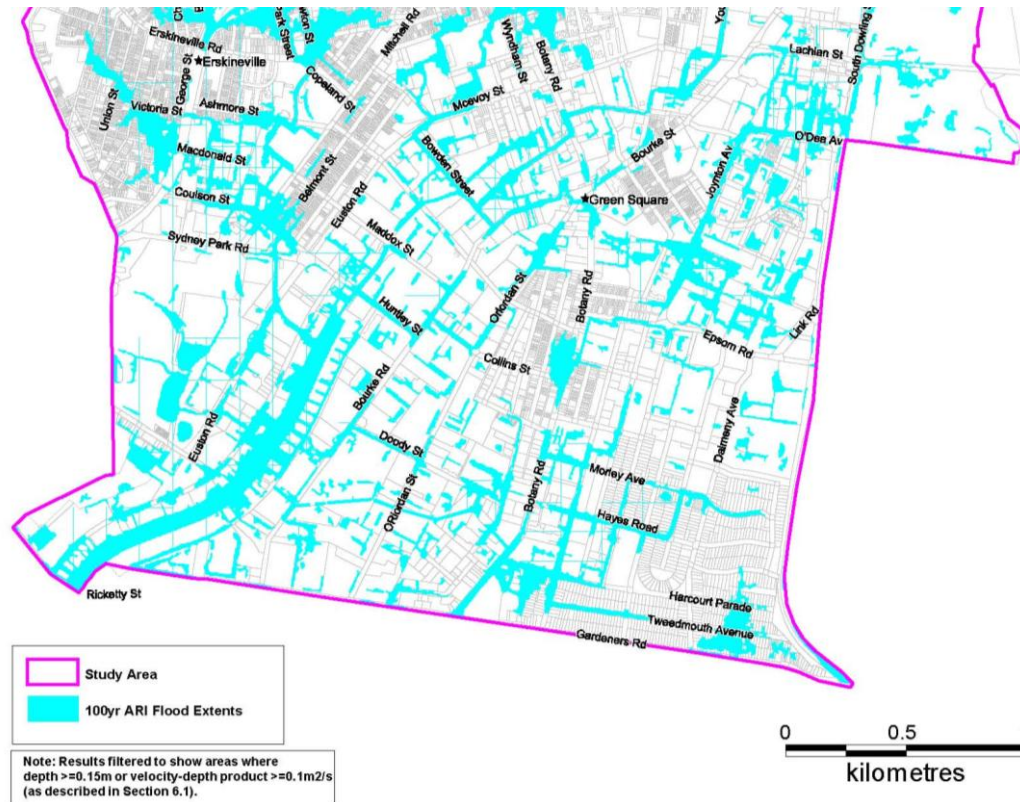 Erskineville Rd
Erskineville
Park Street
Mitchell Rd
Wyndham St
Botany Rd
Lachlan St
South Dowling S
Union St
George St
Victoria St
Ashmore St
Copeland St
Mcevoy St
Macdonald St
Belmont St
Bowden Street
Bourke St
Joynton Av
O'Dea Av
Coulson St
Euston Rd
Green Square
Sydney Park Rd
Maddox St
Huntley St
Oriordan St
Botany Rd
Link Rd
Epsom Rd
Collins St
Bourke Rd
Euston Rd
Dalmeny Ave
Doody St
ORiordan St
Botany Rd
Morley Ave
Hayes Road
Ricketty St
Harcourt Parade
Tweedmouth Avenue
Gardeners Rd
Study Area
100yr ARI Flood Extents
Note: Results filtered to show areas where
depth >=0.15m or velocity-depth product >=0.1m2/s
(as described in Section 6.1).
0 0.5
kilometres